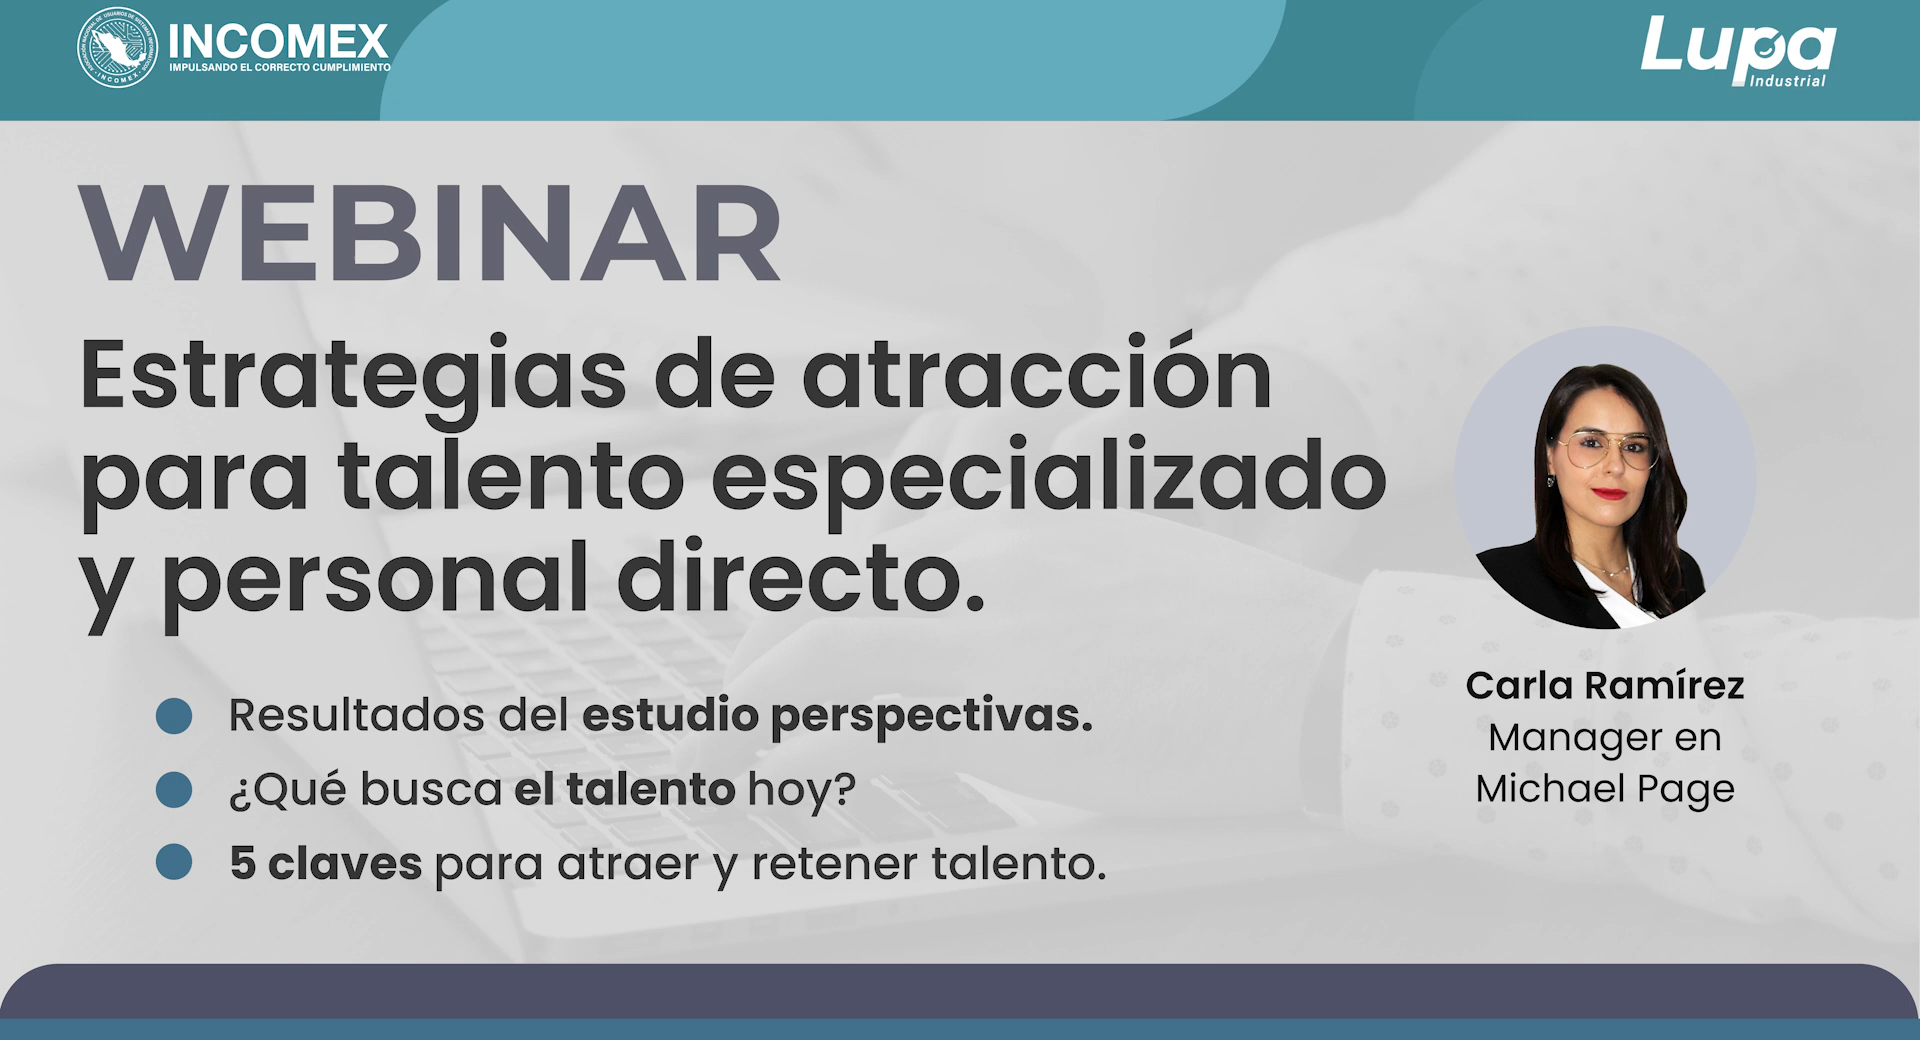 INCOMEX
IMPULSANDO EL CORRECTO CUMPLIMIENTO
Lupa
Industrial
WEBINAR
Estrategias de atracción
para talento especializado
y personal directo.
Resultados del estudio perspectivas.
¿Qué busca el talento hoy?
5 claves para atraer y retener talento.
Carla Ramírez
Manager en
Michael Page